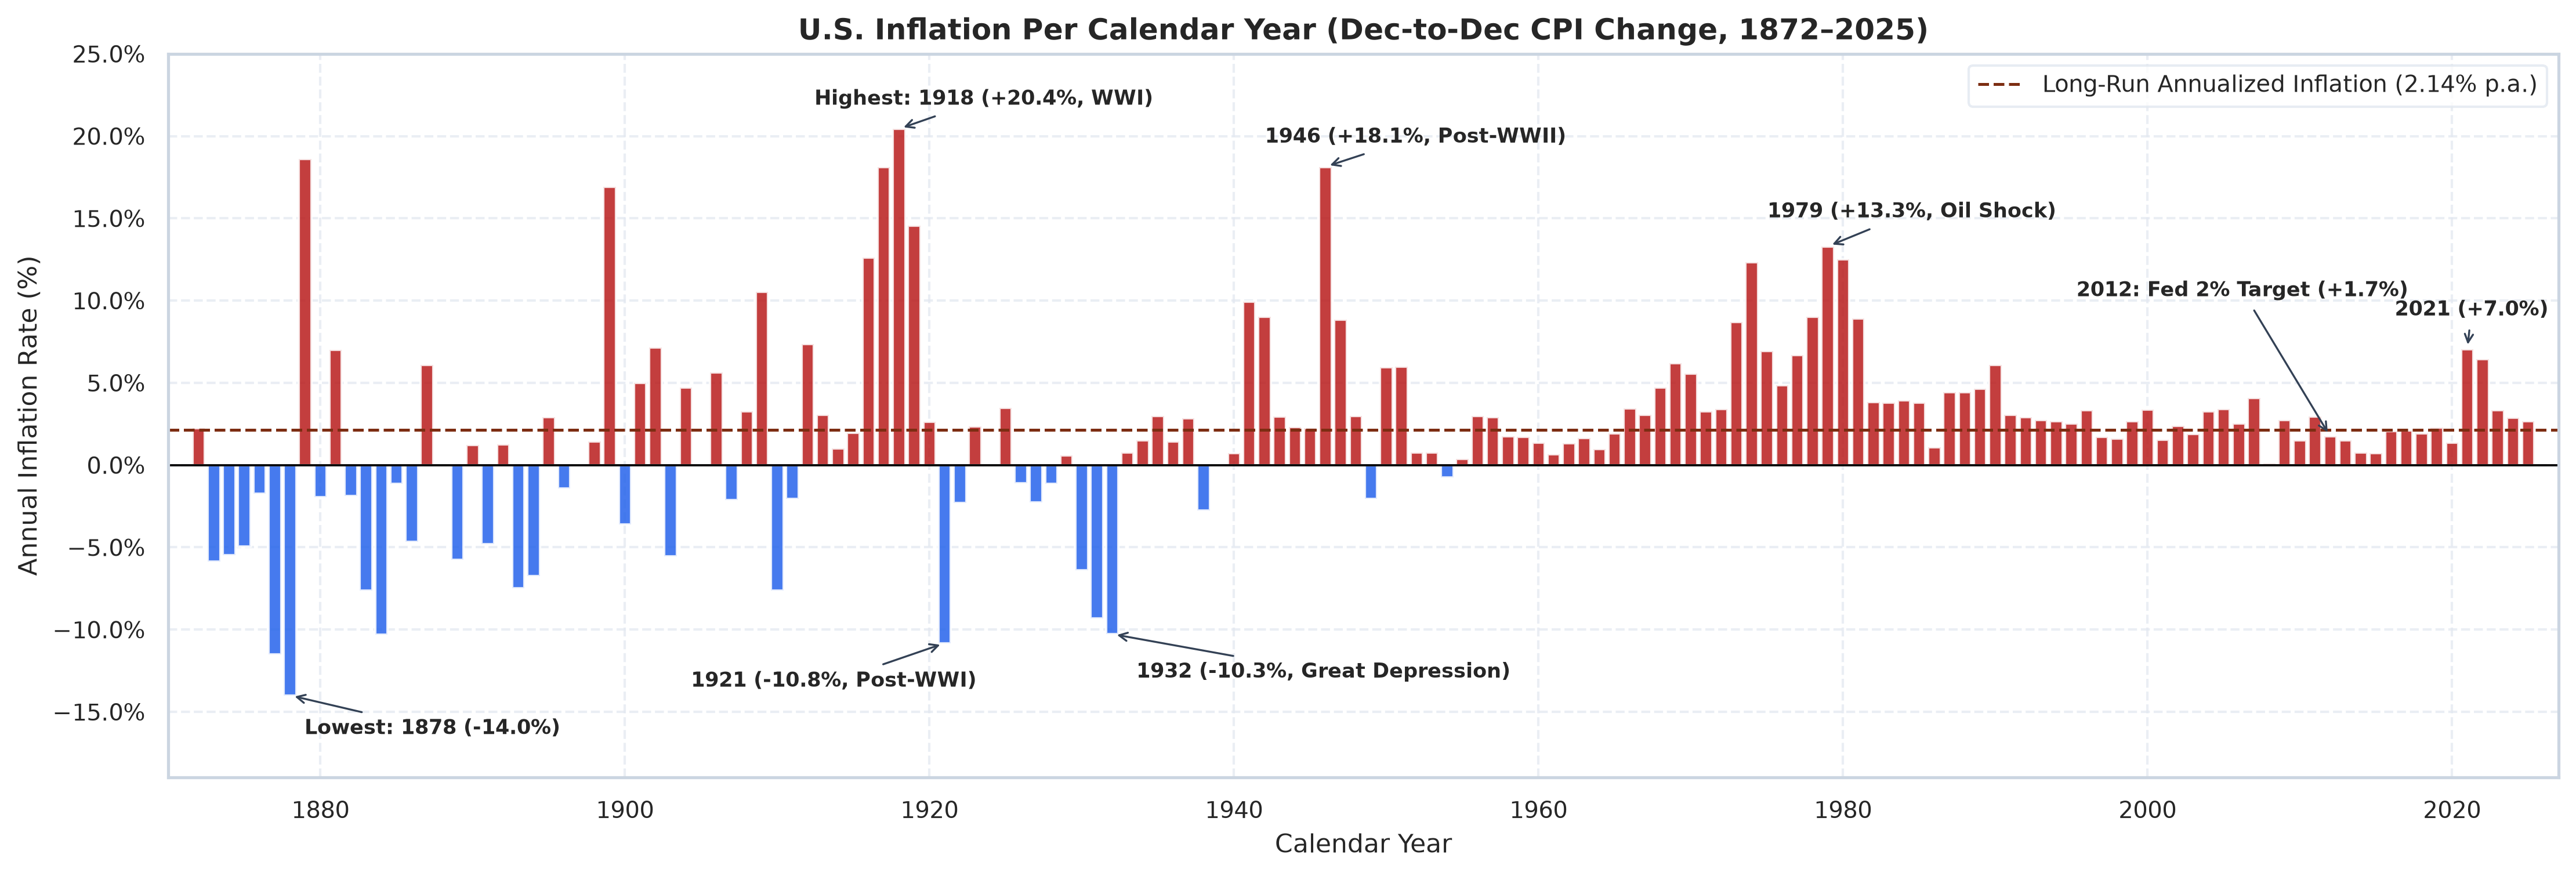 U.S. Inflation Per Calendar Year (Dec-to-Dec CPI Change, 1872–2025)
Long-Run Annualized Inflation (2.14% p.a.)
Annual Inflation Rate (%)
25.0%
20.0%
15.0%
10.0%
5.0%
0.0%
−5.0%
−10.0%
−15.0%
Highest: 1918 (+20.4%, WWI)
1946 (+18.1%, Post-WWII)
1979 (+13.3%, Oil Shock)
2012: Fed 2% Target (+1.7%)
2021 (+7.0%)
1921 (-10.8%, Post-WWI)
1932 (-10.3%, Great Depression)
Lowest: 1878 (-14.0%)
1880
1900
1920
1940
1960
1980
2000
2020
Calendar Year